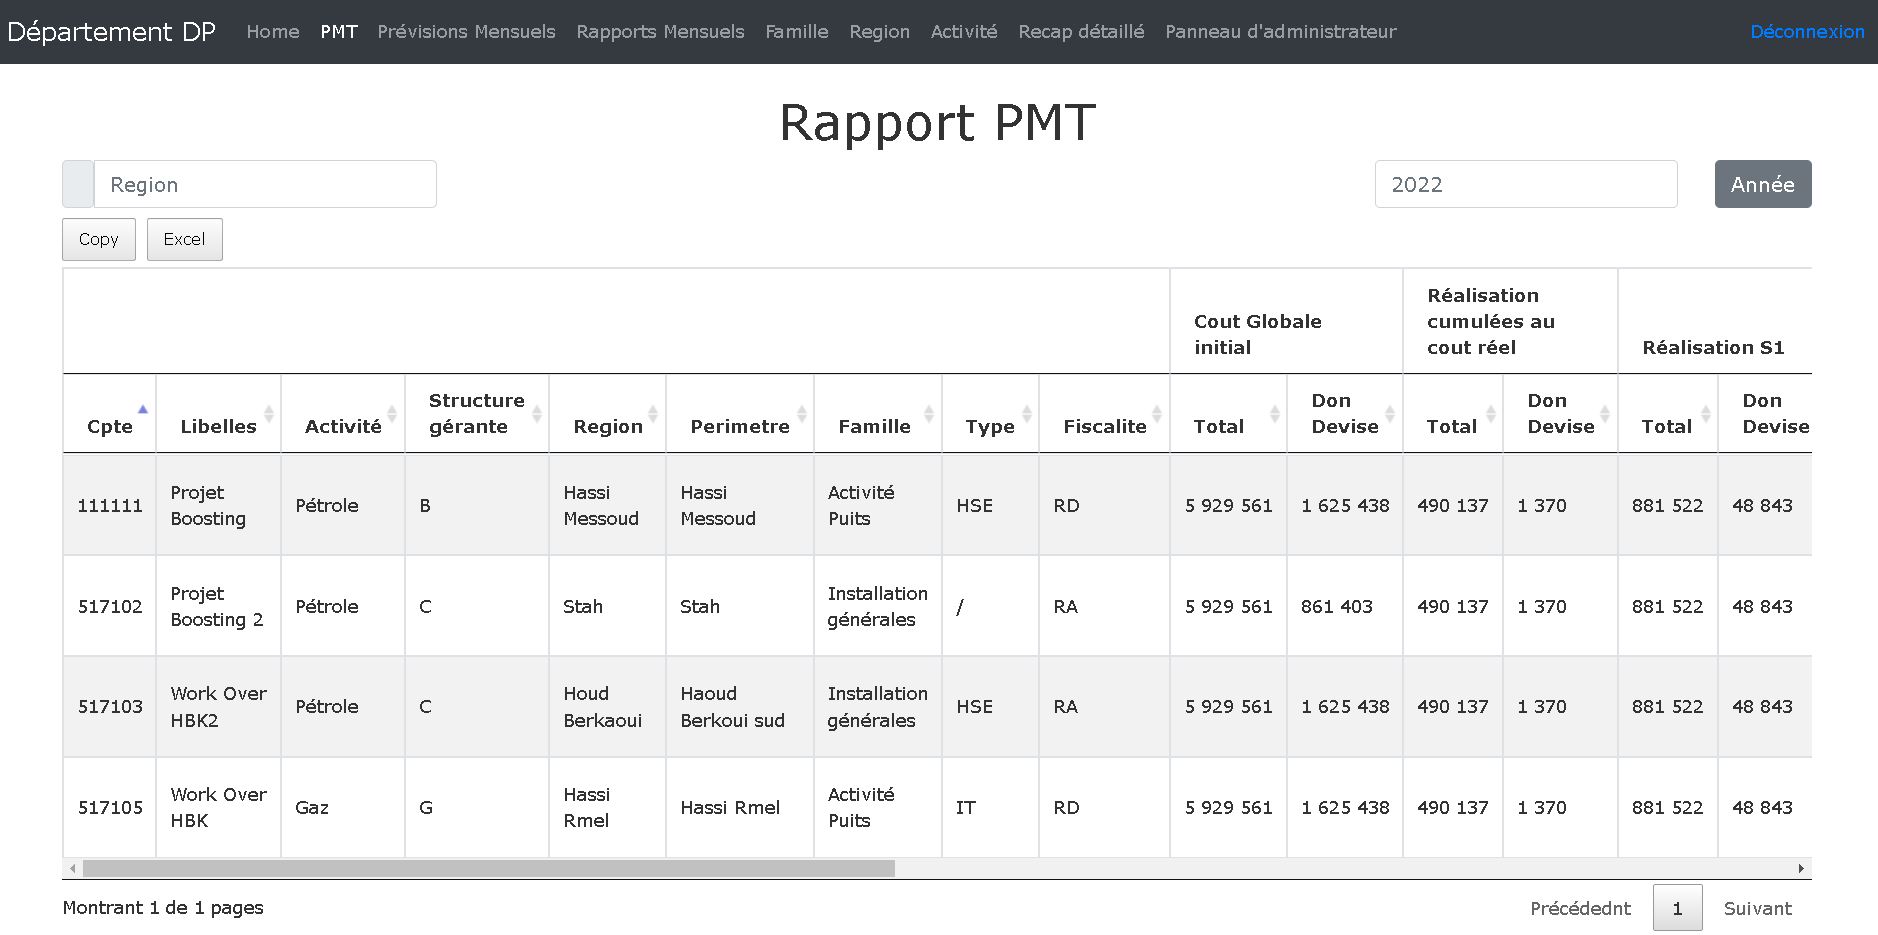 Département DP Home PMT Prévisions Mensuels Rapports Mensuels Famille Region Activité Recap détaillé Panneau d'administrateur Déconnexion
Rapport PMT
Region 2022 Année
Copy Excel
Cout Globale initial Réalisation cumulées au cout réel Réalisation S1
Cpte Libelles Activité Structure gérante Region Perimetre Famille Type Fiscalite Total Don Devise Total Don Devise Total Don Devise
111111 Projet Boosting Pétrole B Hassi Messoud Hassi Messoud Activité Puits HSE RD 5 929 561 1 625 438 490 137 1 370 881 522 48 843
517102 Projet Boosting 2 Pétrole C Stah Stah Installation générales / RA 5 929 561 861 403 490 137 1 370 881 522 48 843
517103 Work Over HBK2 Pétrole C Houd Berkaoui Haoud Berkoui sud Installation générales HSE RA 5 929 561 1 625 438 490 137 1 370 881 522 48 843
517105 Work Over HBK Gaz G Hassi Rmel Hassi Rmel Activité Puits IT RD 5 929 561 1 625 438 490 137 1 370 881 522 48 843
Montrant 1 de 1 pages Précédednt 1 Suivant